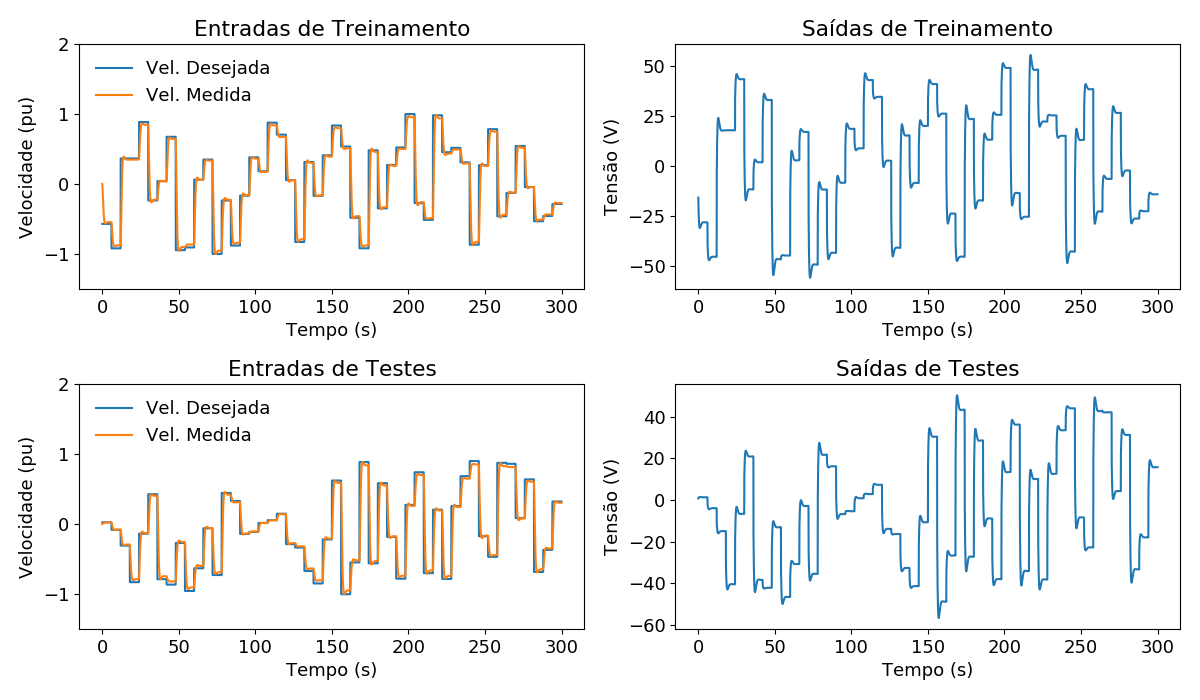 Entradas de Treinamento
Vel. Desejada
Vel. Medida
Velocidade (pu)
2
1
0
−1
0 50 100 150 200 250 300
Tempo (s)
Saídas de Treinamento
Tensão (V)
50
25
0
−25
−50
0 50 100 150 200 250 300
Tempo (s)
Entradas de Testes
Vel. Desejada
Vel. Medida
Velocidade (pu)
2
1
0
−1
0 50 100 150 200 250 300
Tempo (s)
Saídas de Testes
Tensão (V)
40
20
0
−20
−40
−60
0 50 100 150 200 250 300
Tempo (s)